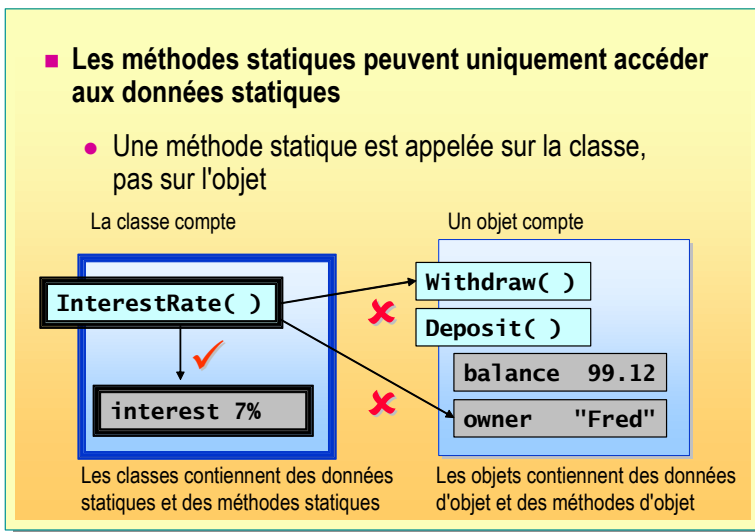 Les méthodes statiques peuvent uniquement accéder
aux données statiques
Une méthode statique est appelée sur la classe,
pas sur l'objet
La classe compte
Un objet compte
InterestRate( )
Withdraw( )
Deposit( )
interest 7%
balance 99.12
owner "Fred"
Les classes contiennent des données
statiques et des méthodes statiques
Les objets contiennent des données
d'objet et des méthodes d'objet